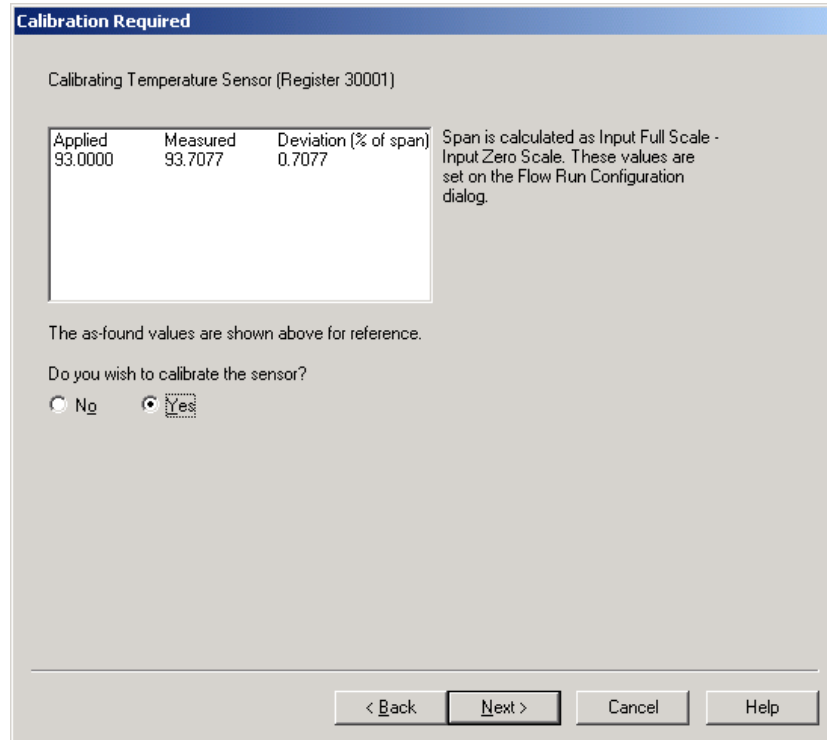 Calibration Required
Calibrating Temperature Sensor (Register 30001)
Applied Measured Deviation (% of span)
93.0000 93.7077 0.7077
Span is calculated as Input Full Scale -
Input Zero Scale. These values are
set on the Flow Run Configuration
dialog.
The as-found values are shown above for reference.
Do you wish to calibrate the sensor?
No Yes
< Back Next > Cancel Help